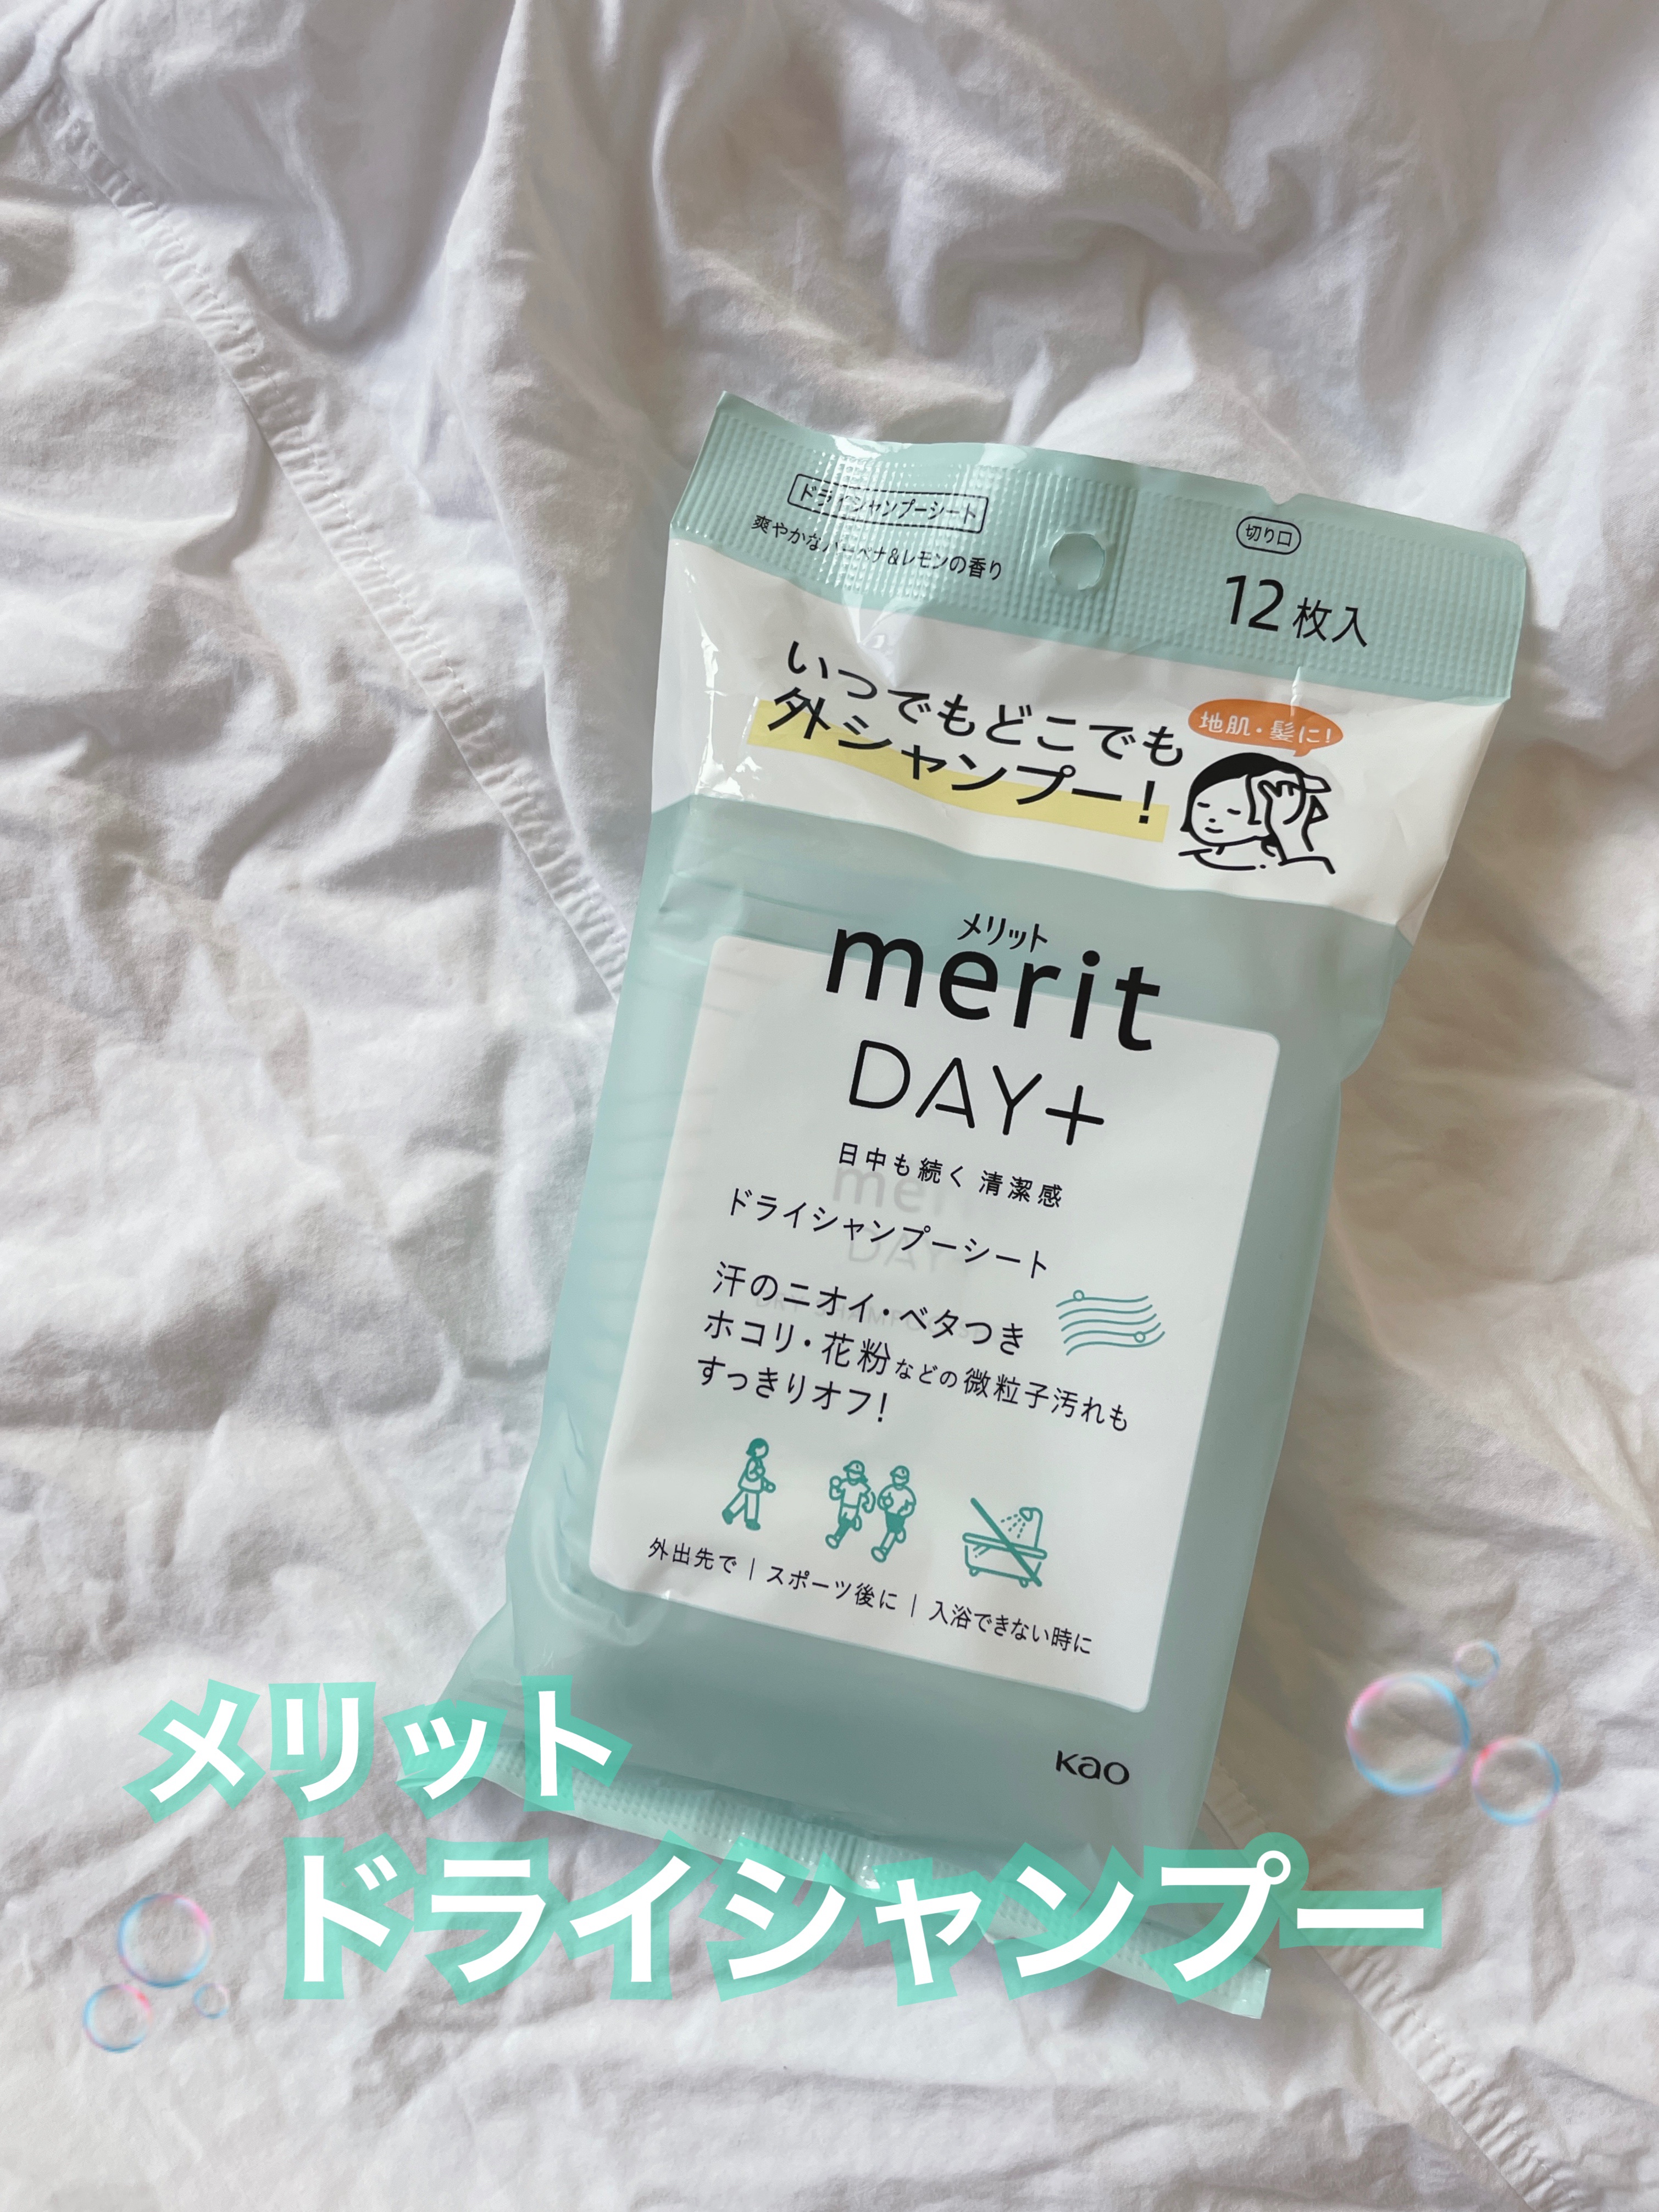 ドライシャンプーシート
爽やかなバーベナ&レモンの香り
切り口
12枚入
いつでもどこでも
外シャンプー!
地肌・髪に!
メリット
merit
DAY+
日中も続く 清潔感
ドライシャンプーシート
汗のニオイ・ベタつき
ホコリ・花粉などの微粒子汚れも
すっきりオフ!
外出先で | スポーツ後に | 入浴できない時に
Kao
メリット
ドライシャンプー